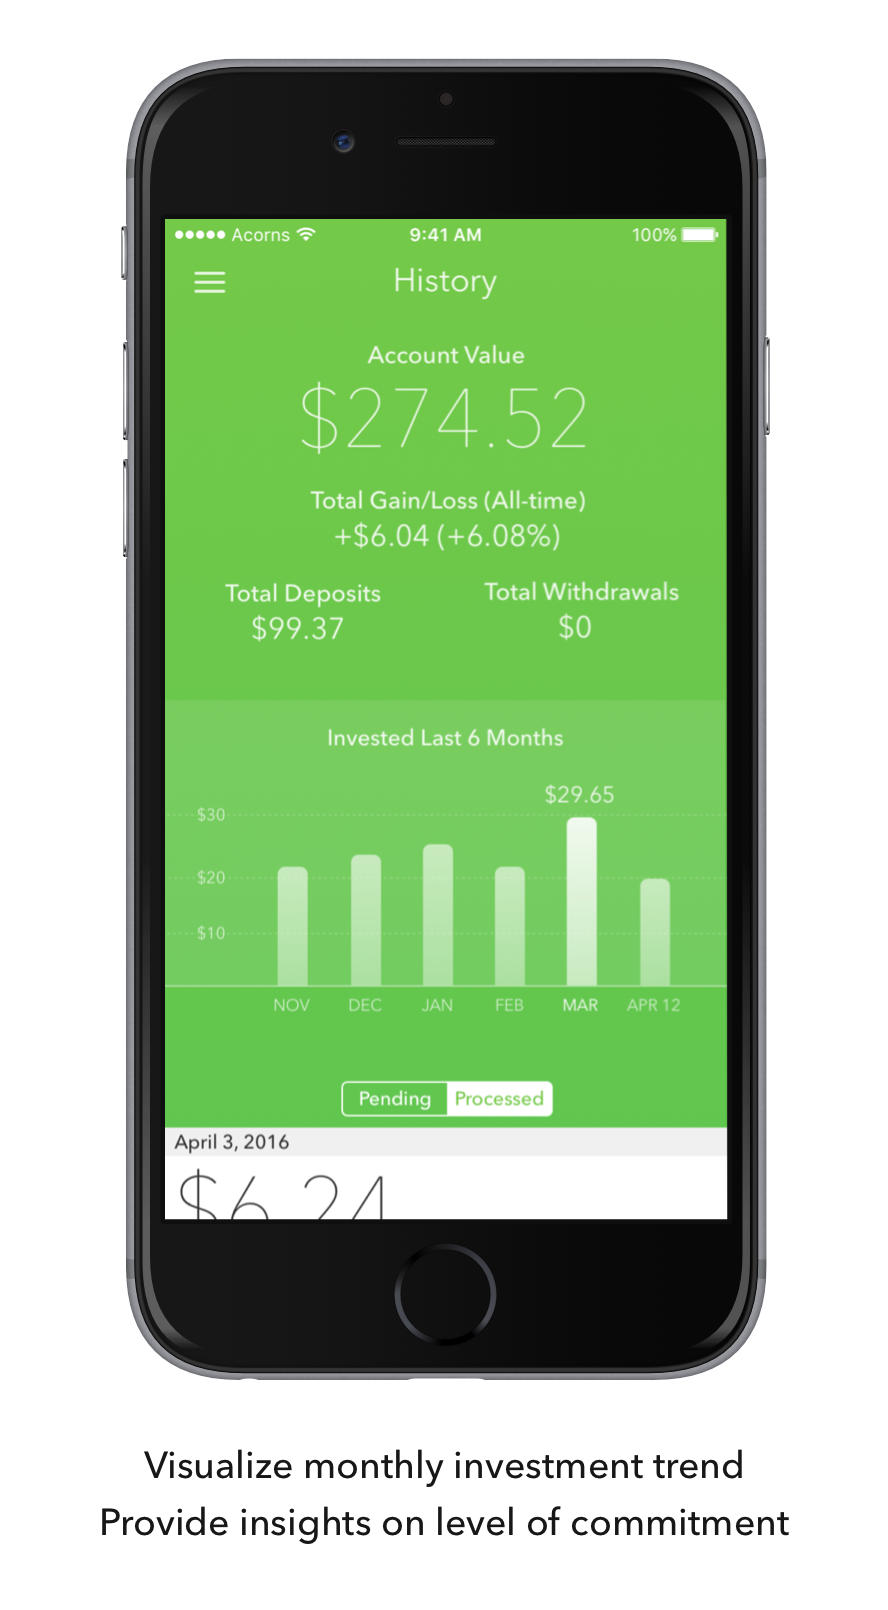 Acorns 9:41 AM 100%
History
Account Value
$274.52
Total Gain/Loss (All-time)
+$6.04 (+6.08%)
Total Deposits Total Withdrawals
$99.37 $0
Invested Last 6 Months
$29.65
$30
$20
$10
NOV DEC JAN FEB MAR APR 12
Pending Processed
April 3, 2016
$6.24
Visualize monthly investment trend
Provide insights on level of commitment